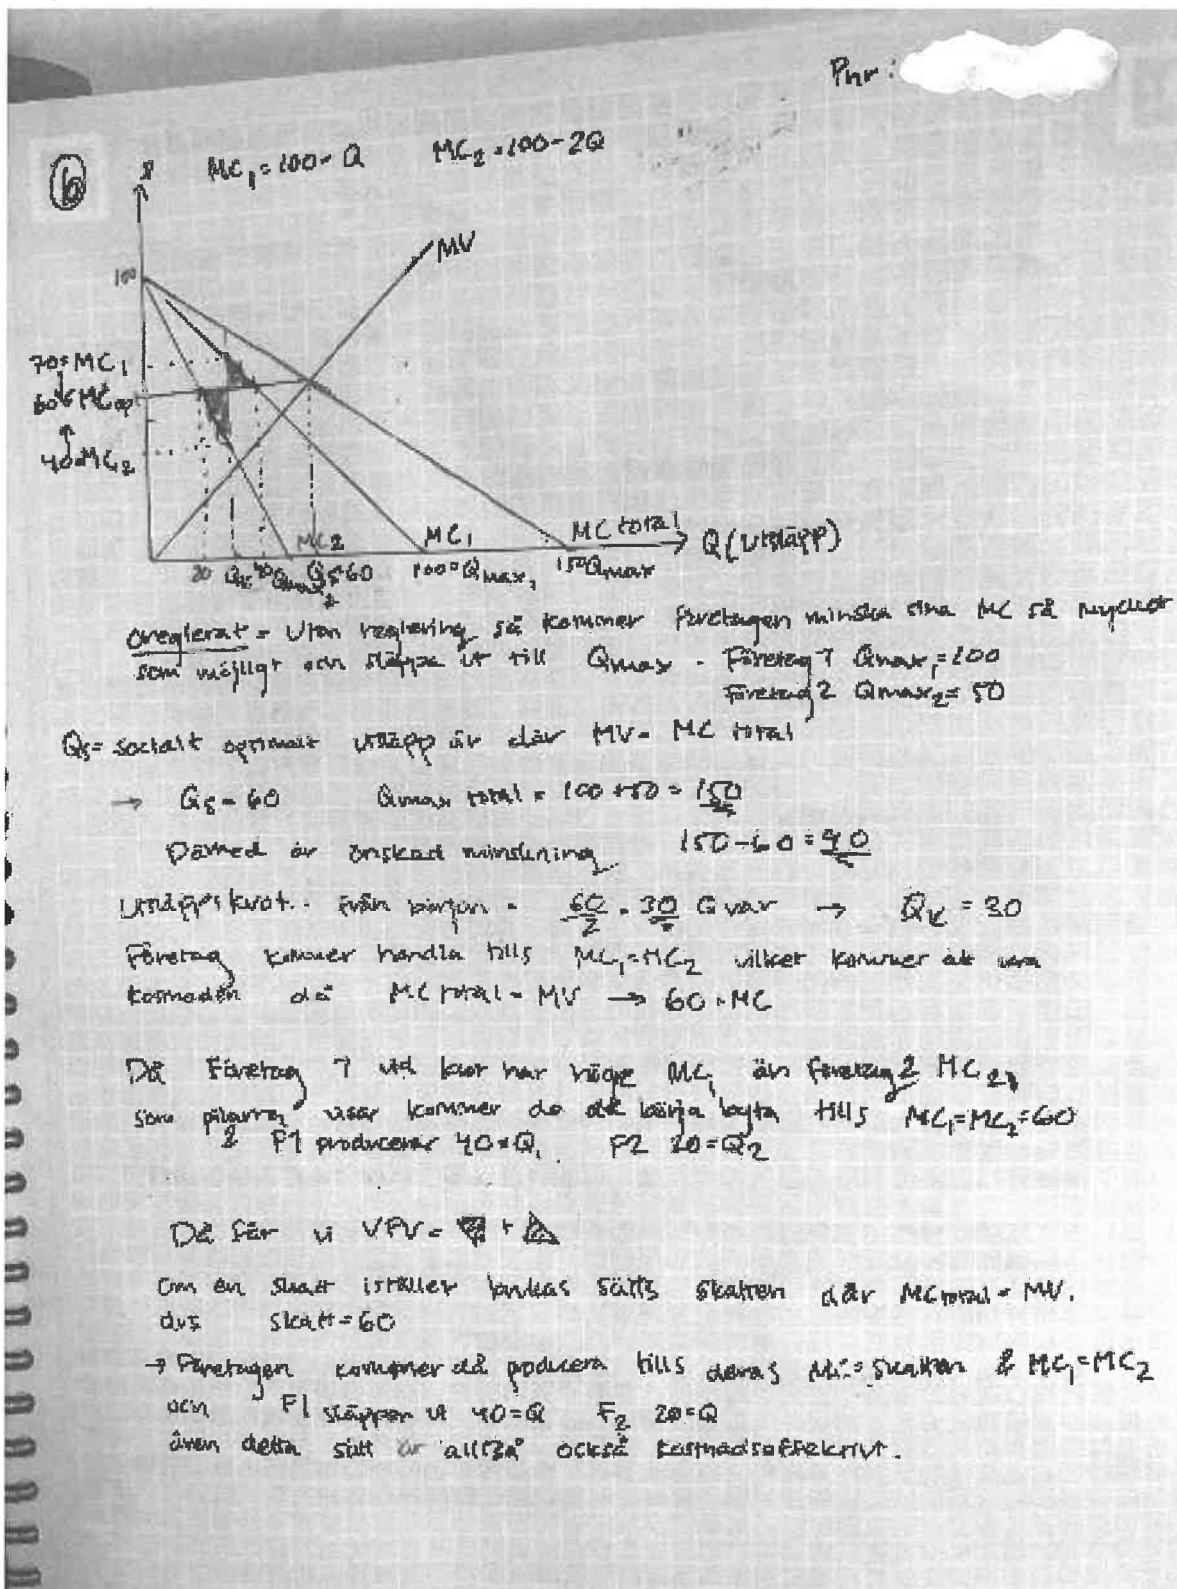 Pnr:
6
$ MC₁=100-Q MC₂=100-2Q
MV
100
70=MC₁
60=MCop
40=MC₂
MC₂ MC₁ MC total Q (utsläpp)
20 Qk 40 Qmax₂ Qs=60 100=Qmax₁ 150Qmax
oreglerat = Utan reglering så kommer företagen minska sina MC så mycket
som möjligt och släppa ut till Qmax - Företag 1 Qmax₁=100
Företag 2 Qmax₂= 50
Qs= socialt optimalt utsläpp är där MV= MC total
→ Qs=60 Qmax total = 100+50=150
Därmed är önskad minskning 150-60=90
Utsläppskvot. från början = 60/2 = 30 Q var → Qk = 30
Företag kommer handla tills MC₁=MC₂ vilket kommer att vara
kostnaden då MC total = MV → 60=MC
Då Företag 1 vid kvot har högre MC₁ än företag 2 MC₂,
som pilarna visar kommer de då börja byta tills MC₁=MC₂=60
& F1 producerar 40=Q₁ F2 20=Q₂
Då får vi VFV= +
Om en skatt istället brukas sätts skatten där MCtotal = MV.
dvs skatt=60
→ Företagen kommer då producera tills deras MC=skatten & MC₁=MC₂
och F1 släpper ut 40=Q F₂ 20=Q
även detta sätt är alltså också kostnadseffektivt.